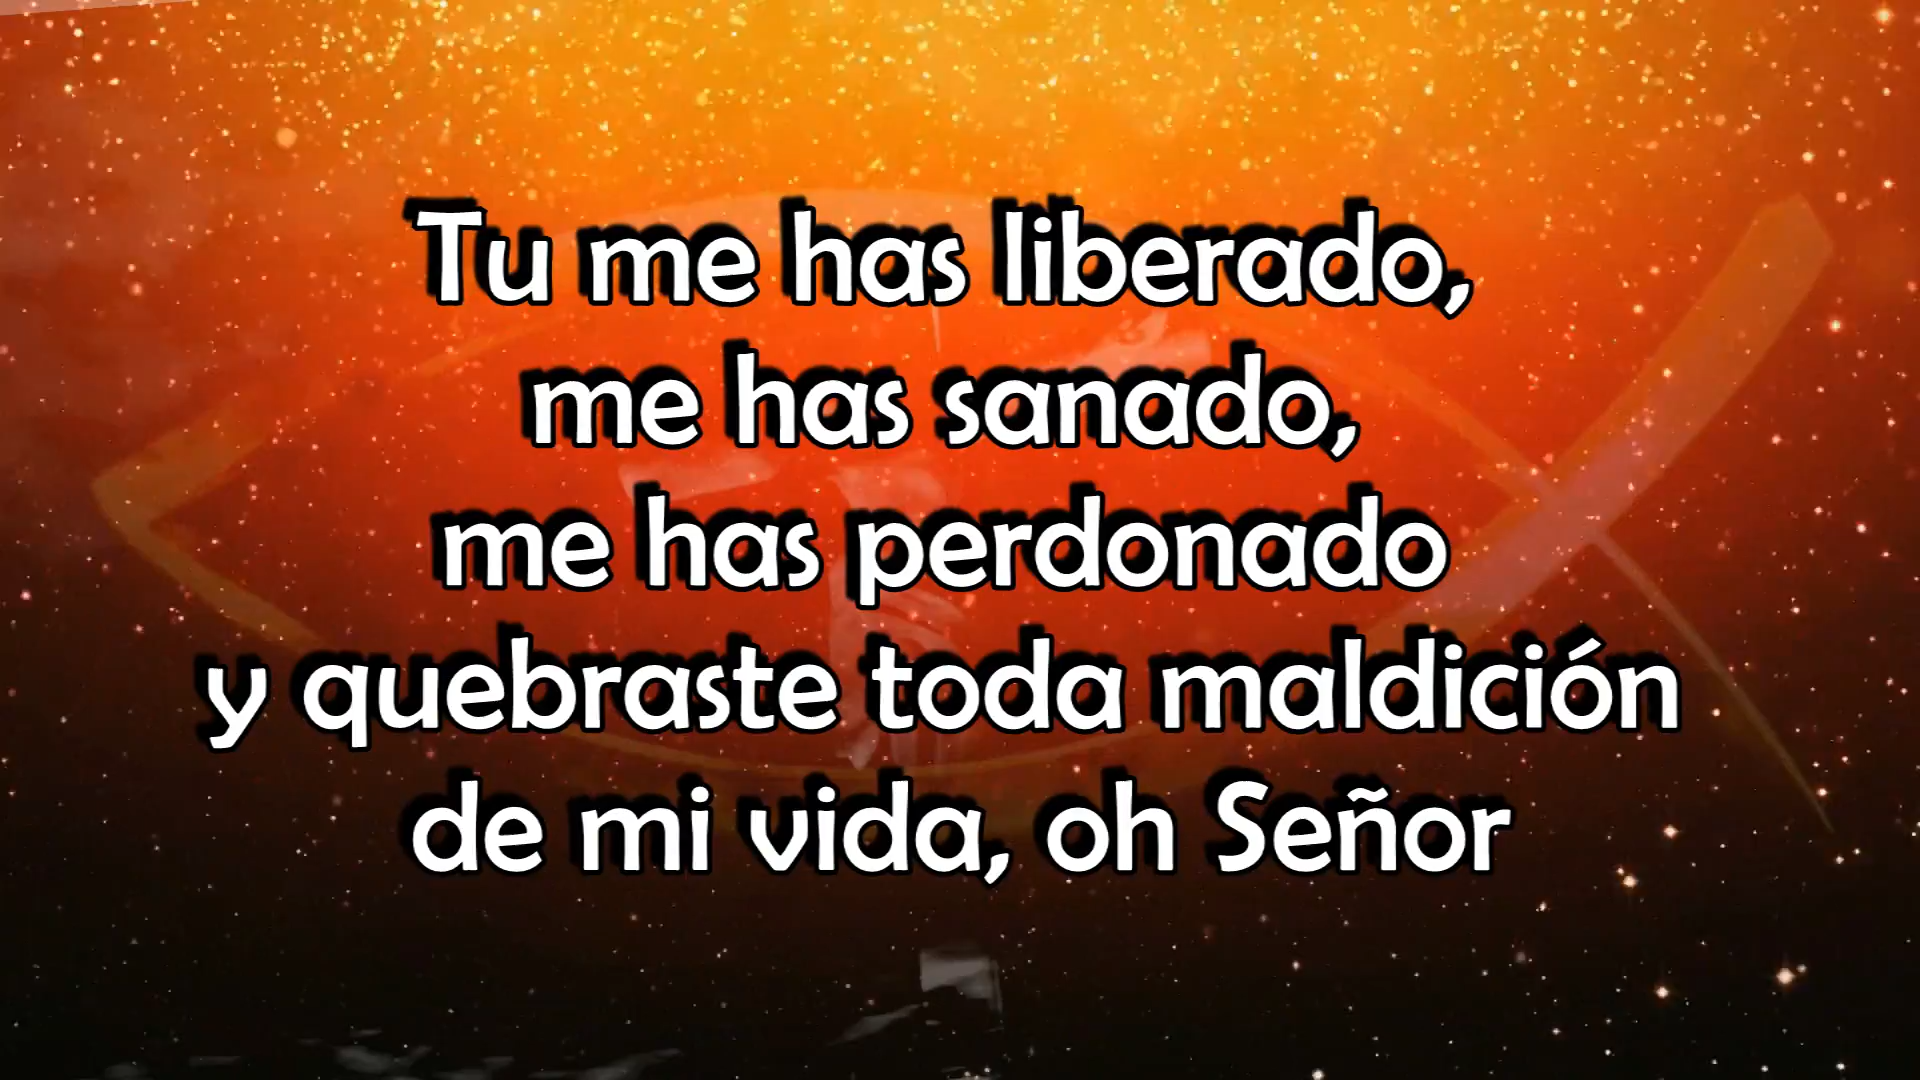 Tu me has liberado,
me has sanado,
me has perdonado
y quebraste toda maldición
de mi vida, oh Señor